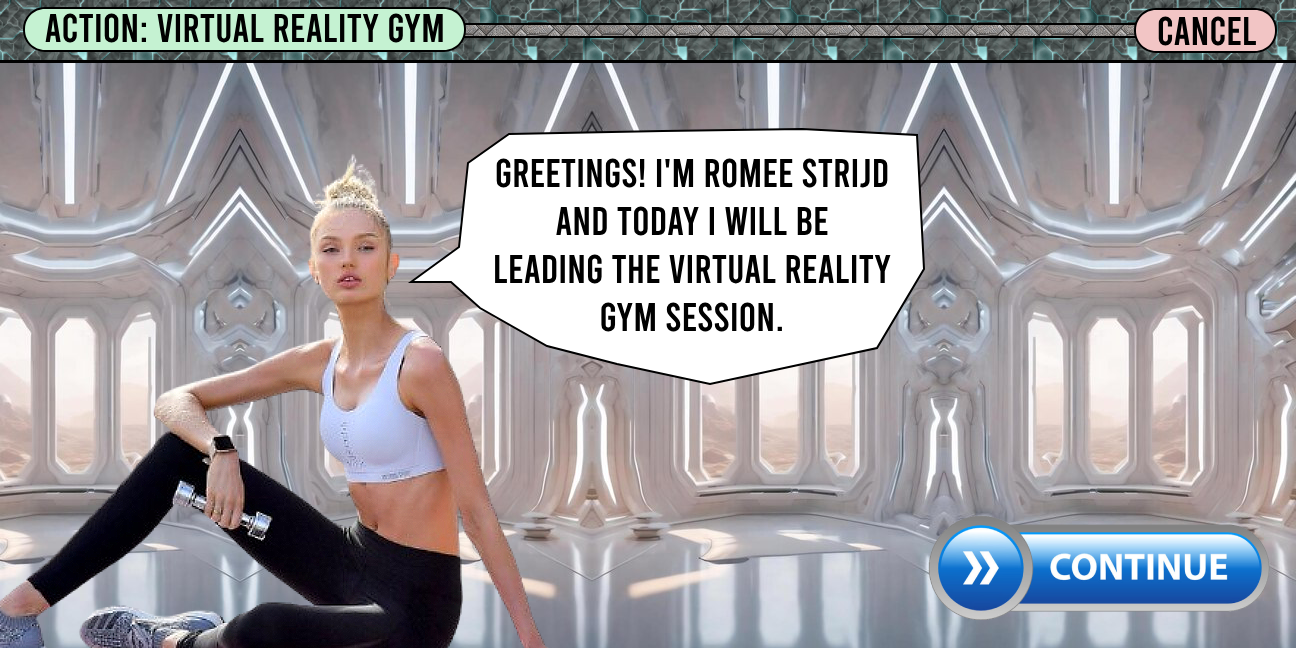 ACTION: VIRTUAL REALITY GYM
CANCEL
GREETINGS! I'M ROMEE STRIJD
AND TODAY I WILL BE
LEADING THE VIRTUAL REALITY
GYM SESSION.
CONTINUE